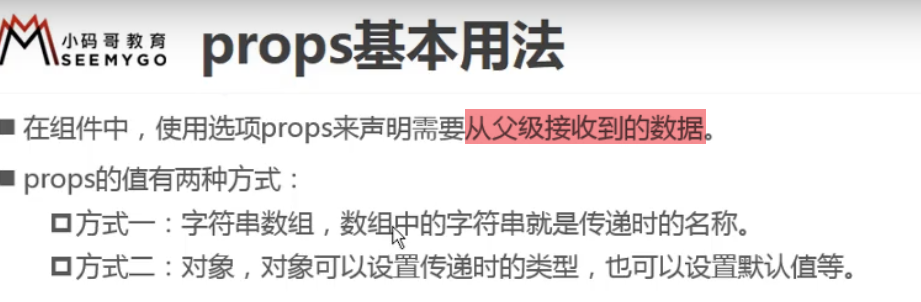 小码哥教育
SEEMYGO
props基本用法
在组件中，使用选项props来声明需要从父级接收到的数据。
props的值有两种方式：
方式一：字符串数组，数组中的字符串就是传递时的名称。
方式二：对象，对象可以设置传递时的类型，也可以设置默认值等。